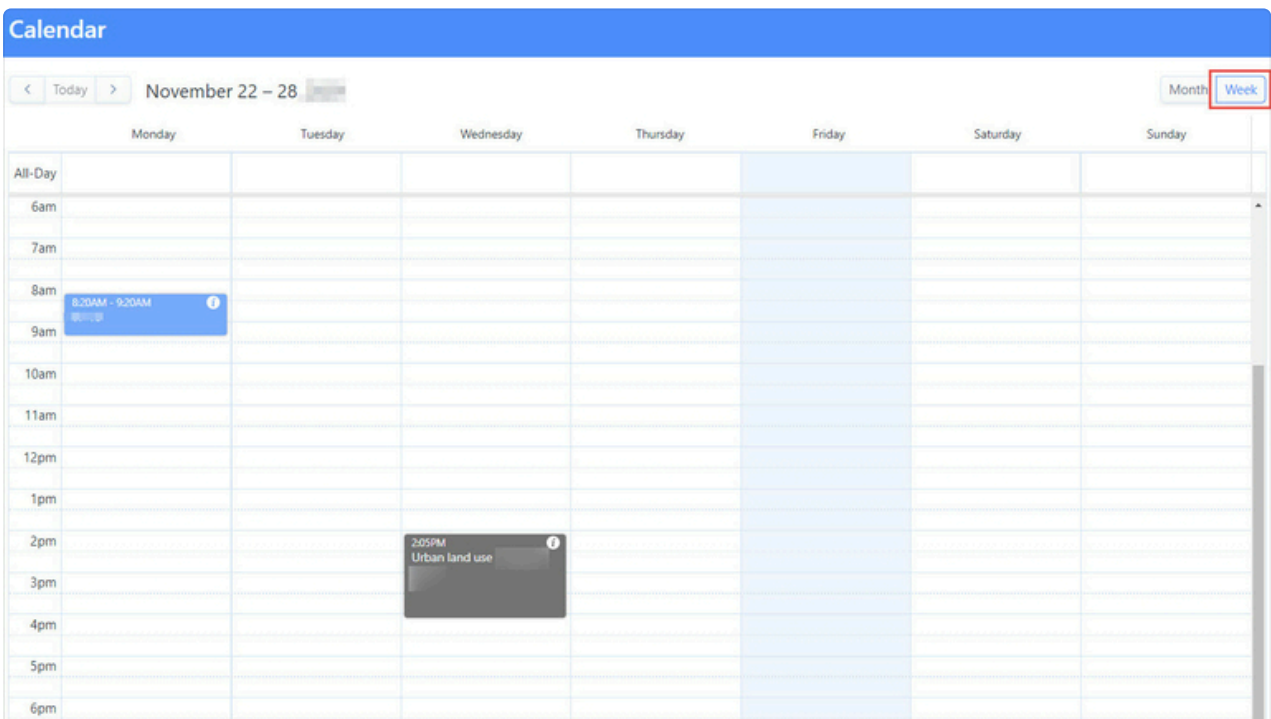 Calendar
< Today > November 22 – 28
Month Week
Monday Tuesday Wednesday Thursday Friday Saturday Sunday
All-Day
6am
7am
8am
8:20AM - 9:20AM
9am
10am
11am
12pm
1pm
2pm
2:05PM
Urban land use
3pm
4pm
5pm
6pm